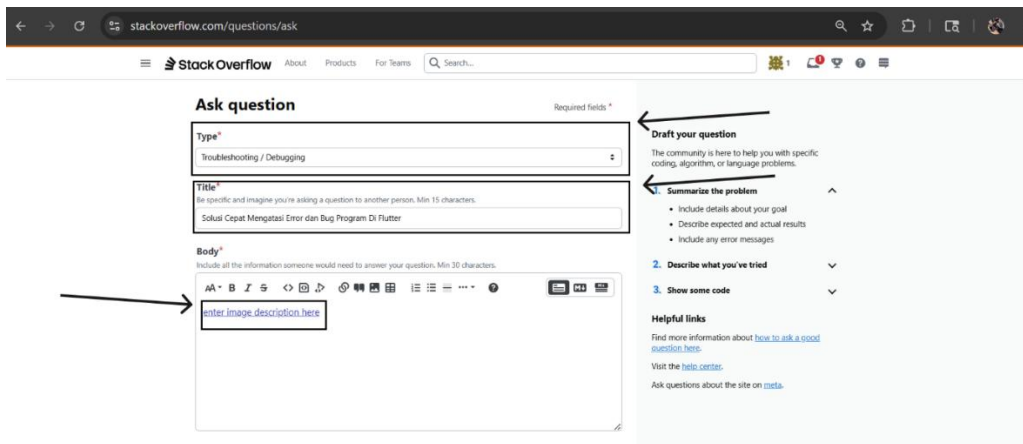 stackoverflow.com/questions/ask
Stack Overflow About Products For Teams Search... 1 1
Ask question
Required fields *
Type*
Troubleshooting / Debugging
Title*
Be specific and imagine you're asking a question to another person. Min 15 characters.
Solusi Cepat Mengatasi Error dan Bug Program Di Flutter
Body*
Include all the information someone would need to answer your question. Min 30 characters.
AA B I S
enter image description here
Draft your question
The community is here to help you with specific
coding, algorithm, or language problems.
1. Summarize the problem
Include details about your goal
Describe expected and actual results
Include any error messages
2. Describe what you've tried
3. Show some code
Helpful links
Find more information about how to ask a good
question here.
Visit the help center.
Ask questions about the site on meta.